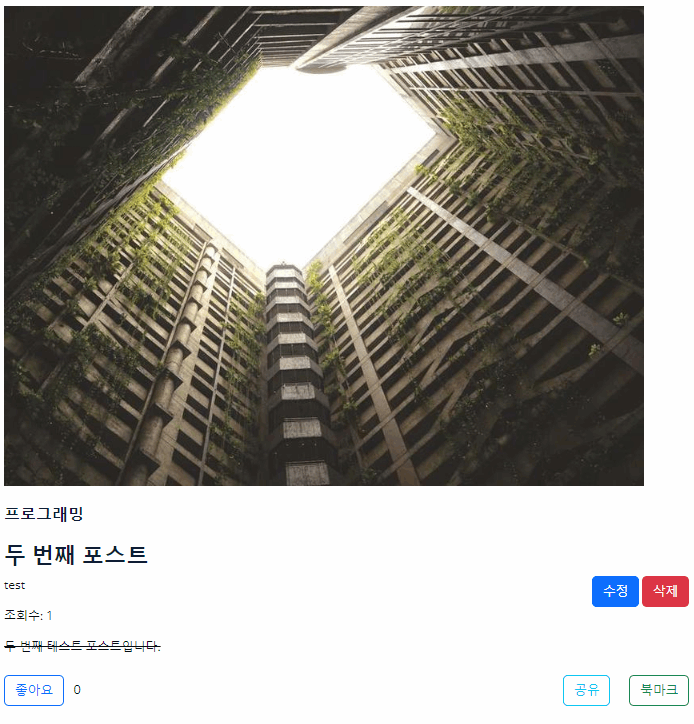 프로그래밍
두 번째 포스트
test
수정 삭제
조회수: 1
두 번째 테스트 포스트입니다.
좋아요 0 공유 북마크